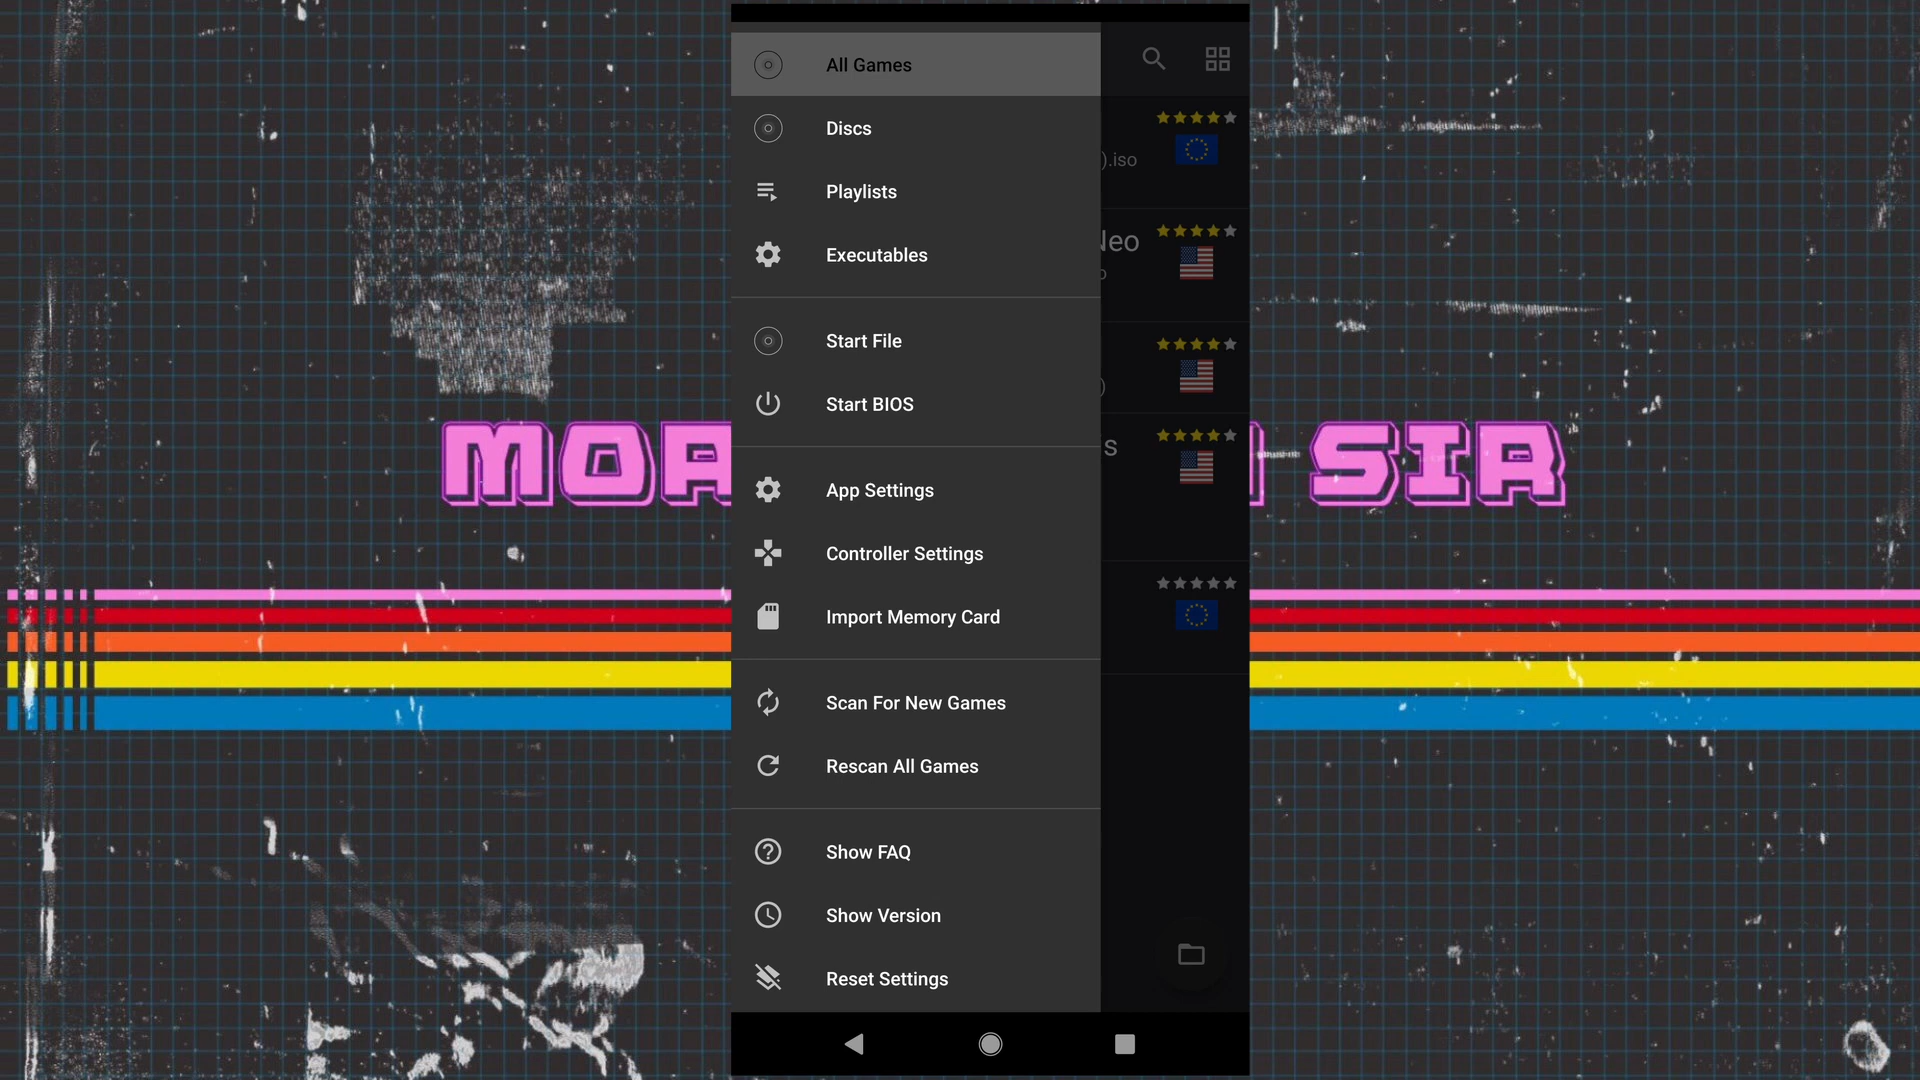 All Games
Discs
Playlists
Executables
Start File
Start BIOS
App Settings
Controller Settings
Import Memory Card
Scan For New Games
Rescan All Games
Show FAQ
Show Version
Reset Settings
).iso
Neo
)
s
SIR